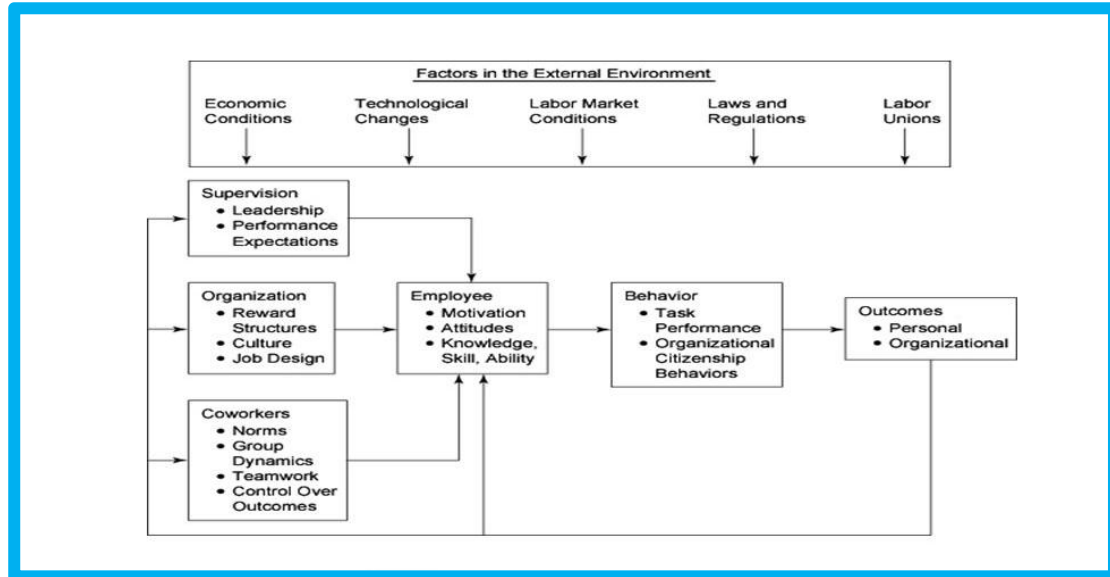 Factors in the External Environment
Economic Conditions
Technological Changes
Labor Market Conditions
Laws and Regulations
Labor Unions
Supervision
• Leadership
• Performance
Expectations
Organization
• Reward
Structures
• Culture
• Job Design
Employee
• Motivation
• Attitudes
• Knowledge,
Skill, Ability
Behavior
• Task
Performance
• Organizational
Citizenship
Behaviors
Outcomes
• Personal
• Organizational
Coworkers
• Norms
• Group
Dynamics
• Teamwork
• Control Over
Outcomes